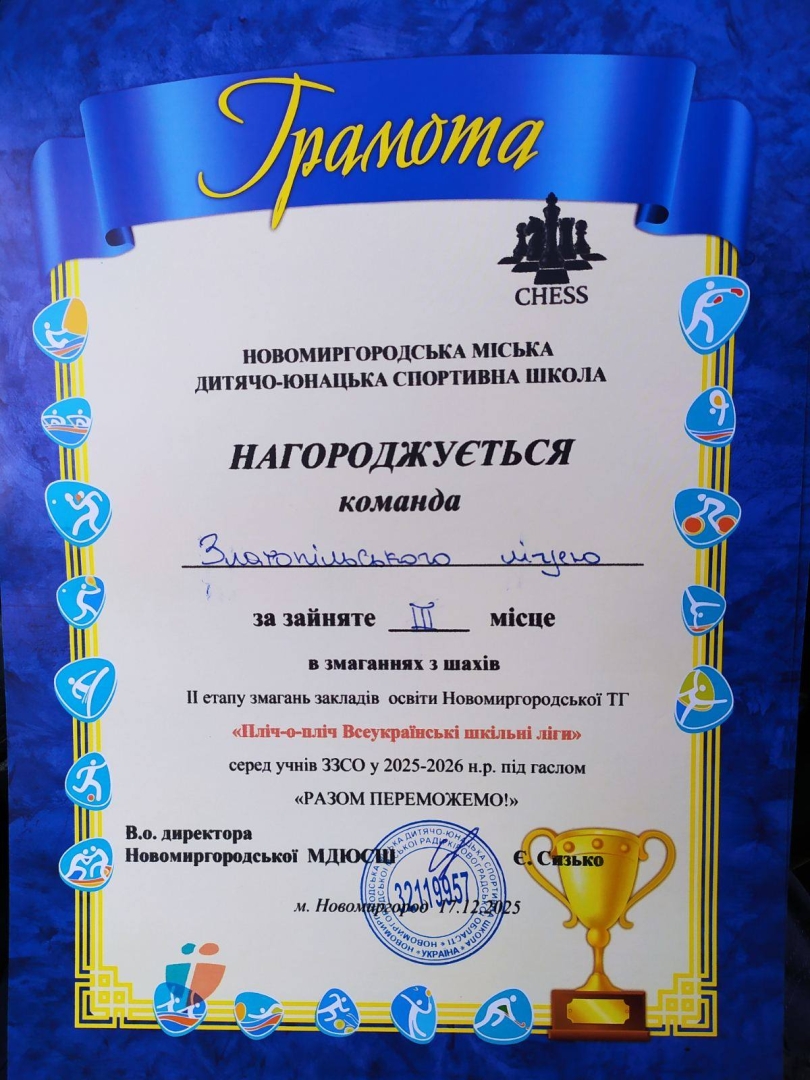 Грамота
CHESS
НОВОМИРГОРОДСЬКА МІСЬКА
ДИТЯЧО-ЮНАЦЬКА СПОРТИВНА ШКОЛА
НАГОРОДЖУЄТЬСЯ
команда
Златопільського ліцею
за зайняте III місце
в змаганнях з шахів
ІІ етапу змагань закладів освіти Новомиргородської ТГ
«Пліч-о-пліч Всеукраїнські шкільні ліги»
серед учнів ЗЗСО у 2025-2026 н.р. під гаслом
«РАЗОМ ПЕРЕМОЖЕМО!»
В.о. директора
Новомиргородської МДЮСШ Є. Сизько
32119957
м. Новомиргород 17.12.2025
УКРАЇНА